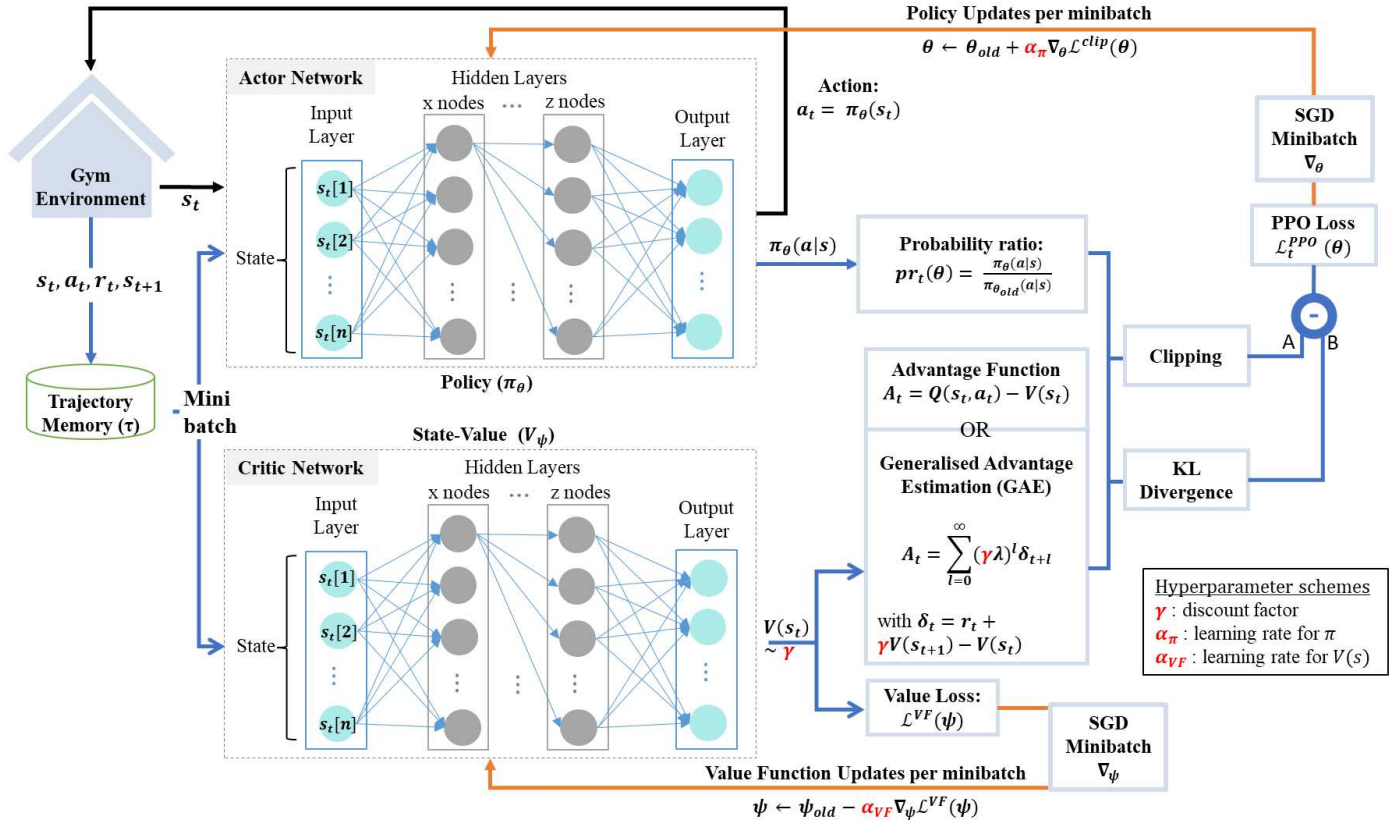 Policy Updates per minibatch
θ ← θ_old + α_π ∇_θ ℒ^clip(θ)
Actor Network
Hidden Layers
x nodes ... z nodes
Input
Layer
Output
Layer
Action:
a_t = π_θ(s_t)
SGD
Minibatch
∇_θ
Gym
Environment
s_t
State
s_t[1]
s_t[2]
s_t[n]
π_θ(a|s)
Probability ratio:
pr_t(θ) = π_θ(a|s) / π_θ_old(a|s)
PPO Loss
ℒ_t^PPO(θ)
-
A
B
s_t, a_t, r_t, s_t+1
Policy (π_θ)
Clipping
Advantage Function
A_t = Q(s_t, a_t) − V(s_t)
OR
Generalised Advantage
Estimation (GAE)
A_t = ∑_{l=0}^{∞} (γλ)^l δ_{t+l}
with δ_t = r_t +
γV(s_{t+1}) − V(s_t)
KL
Divergence
Trajectory
Memory (τ)
Mini
batch
State-Value (V_ψ)
Critic Network
Hidden Layers
x nodes ... z nodes
Input
Layer
Output
Layer
State
s_t[1]
s_t[2]
s_t[n]
V(s_t)
~ γ
Hyperparameter schemes
γ : discount factor
α_π : learning rate for π
α_VF : learning rate for V(s)
Value Loss:
ℒ^VF(ψ)
SGD
Minibatch
∇_ψ
Value Function Updates per minibatch
ψ ← ψ_old − α_VF ∇_ψ ℒ^VF(ψ)